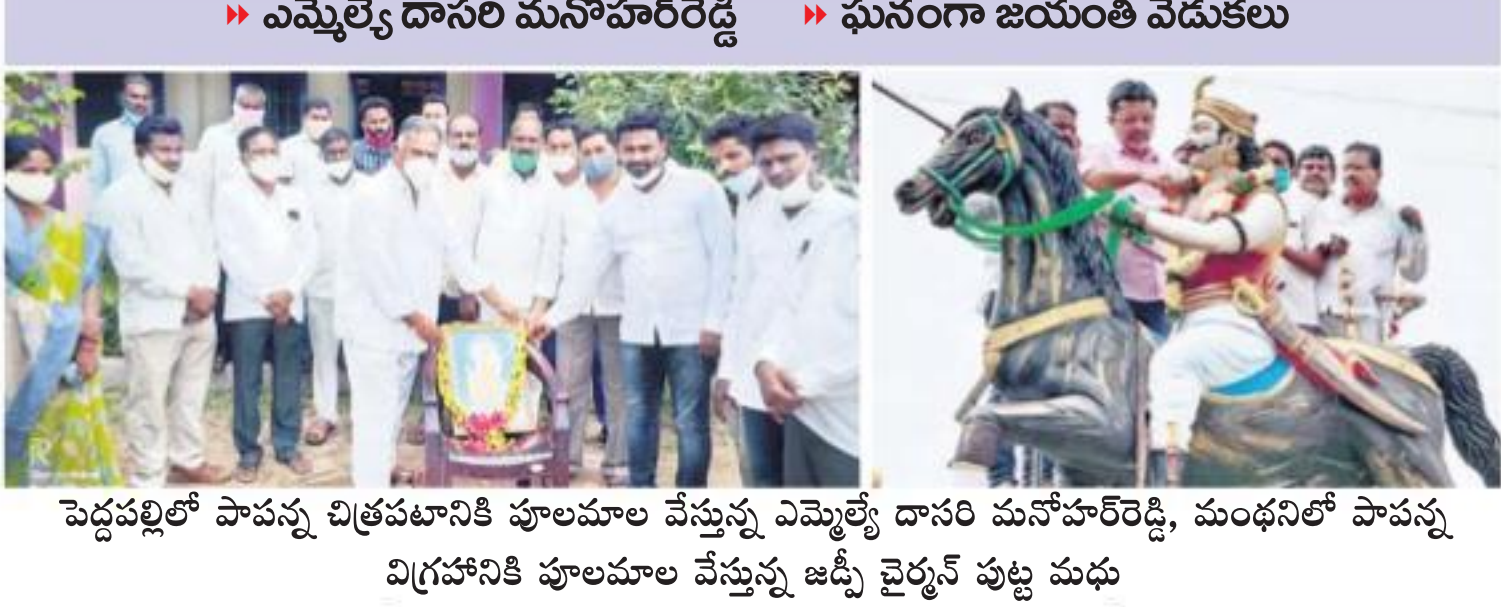 ఎమ్మెల్యే దాసరి మనోహర్‌రెడ్డి
ఘనంగా జయంతి వేడుకలు
పెద్దపల్లిలో పాపన్న చిత్రపటానికి పూలమాల వేస్తున్న ఎమ్మెల్యే దాసరి మనోహర్‌రెడ్డి, మంథనిలో పాపన్న
విగ్రహానికి పూలమాల వేస్తున్న జడ్పీ చైర్మన్ పుట్ట మధు